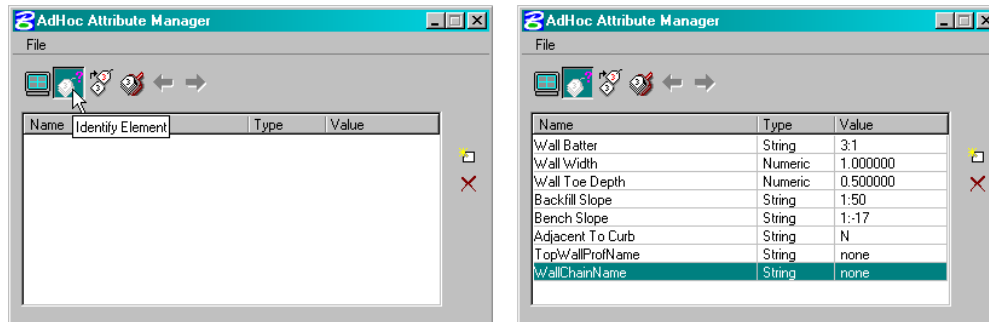 AdHoc Attribute Manager
File
Name Type Value
Identify Element
AdHoc Attribute Manager
File
Name Type Value
Wall Batter String 3:1
Wall Width Numeric 1.000000
Wall Toe Depth Numeric 0.500000
Backfill Slope String 1:50
Bench Slope String 1:-17
Adjacent To Curb String N
TopWallProfName String none
WallChainName String none